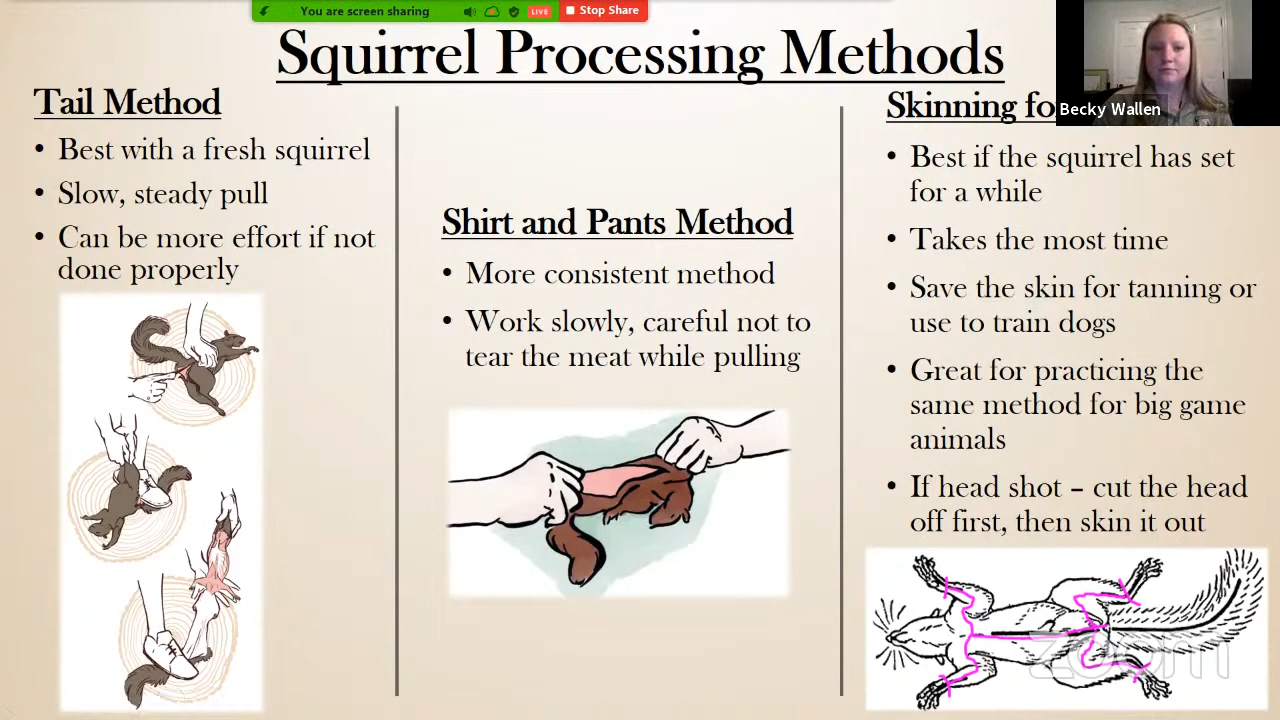 You are screen sharing
LIVE
Stop Share
Squirrel Processing Methods
Becky Wallen
Tail Method
• Best with a fresh squirrel
• Slow, steady pull
• Can be more effort if not
done properly
Shirt and Pants Method
• More consistent method
• Work slowly, careful not to
tear the meat while pulling
Skinning fo
• Best if the squirrel has set
for a while
• Takes the most time
• Save the skin for tanning or
use to train dogs
• Great for practicing the
same method for big game
animals
• If head shot – cut the head
off first, then skin it out
zoom